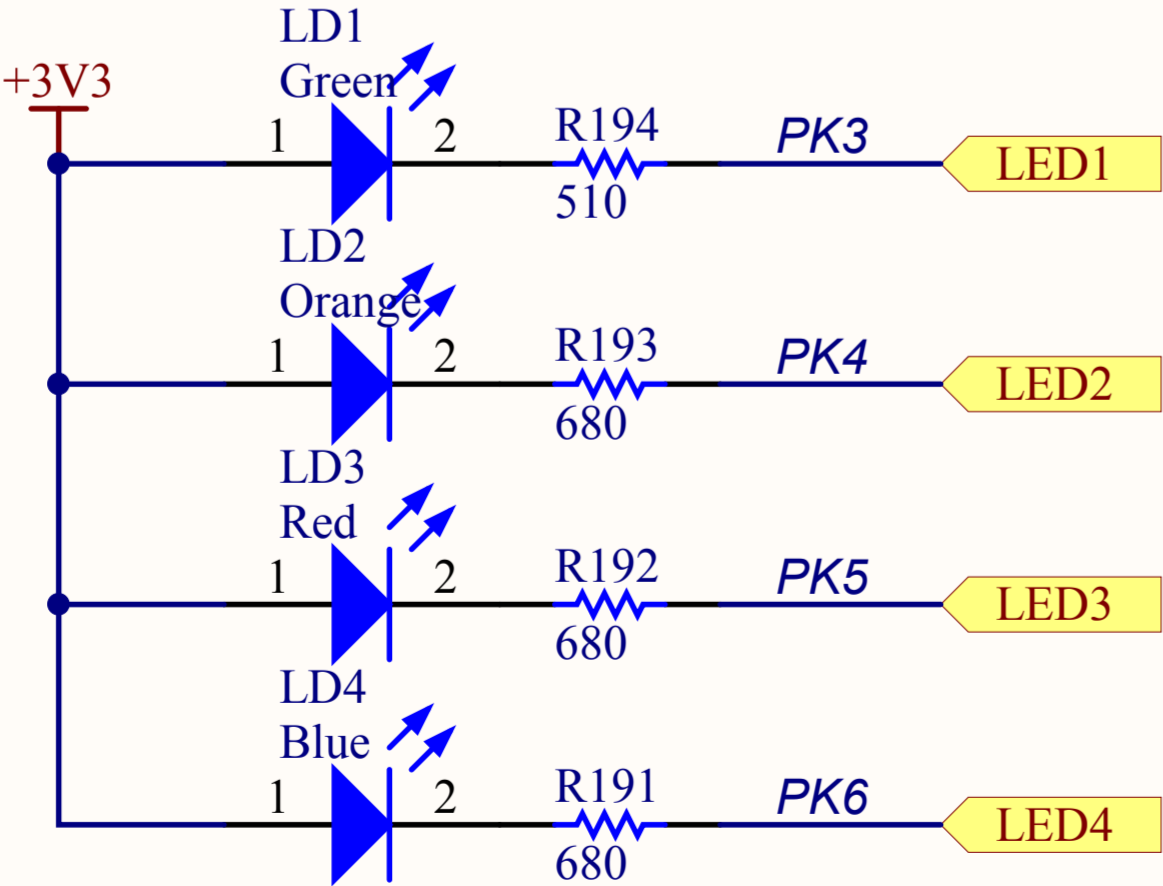 +3V3
LD1
Green
1
2
R194
510
PK3
LED1
LD2
Orange
1
2
R193
680
PK4
LED2
LD3
Red
1
2
R192
680
PK5
LED3
LD4
Blue
1
2
R191
680
PK6
LED4